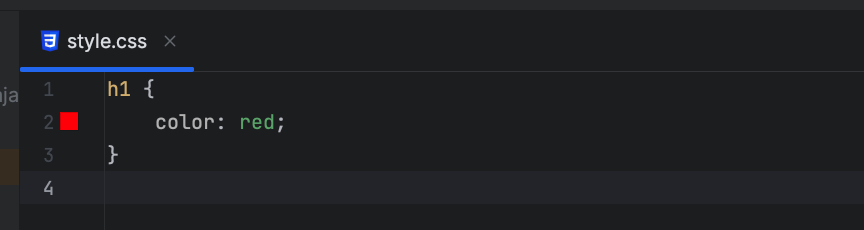 style.css
1 h1 {
2 color: red;
3 }
4